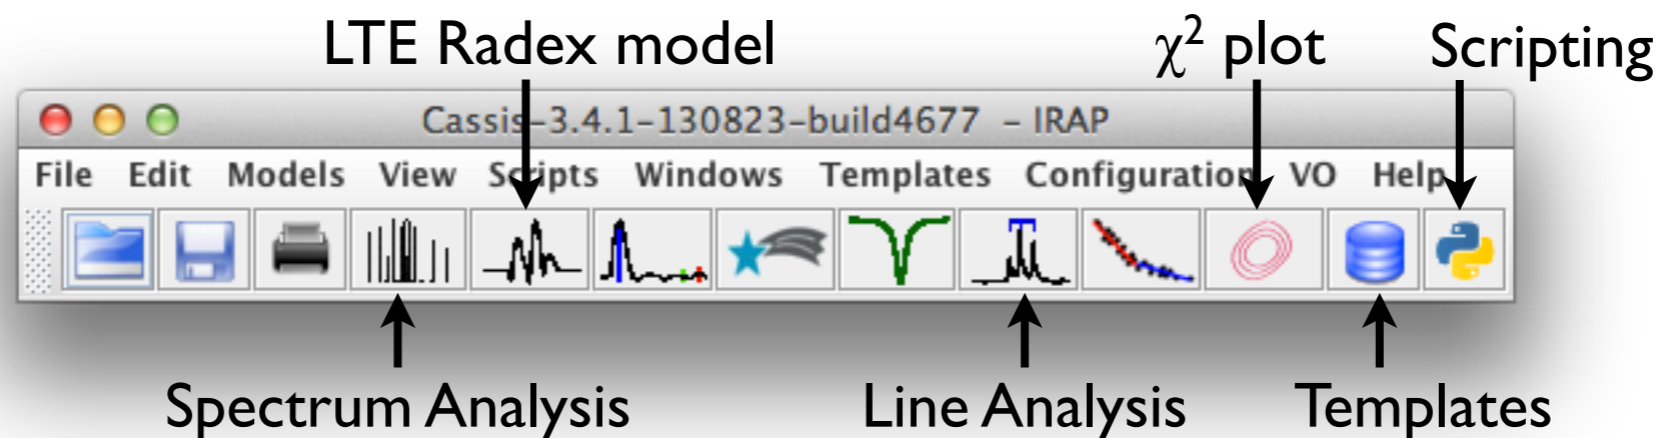 LTE Radex model χ² plot Scripting
Cassis-3.4.1-130823-build4677 - IRAP
File Edit Models View Scripts Windows Templates Configuration VO Help
Spectrum Analysis Line Analysis Templates